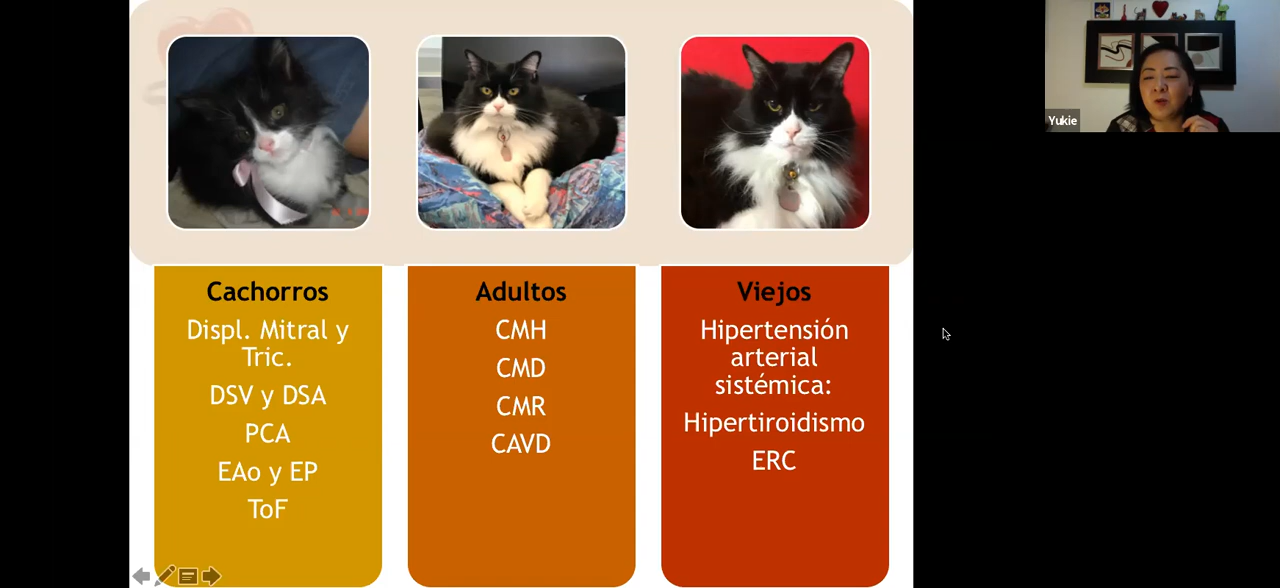 Cachorros
Displ. Mitral y
Tric.
DSV y DSA
PCA
EAo y EP
ToF
Adultos
CMH
CMD
CMR
CAVD
Viejos
Hipertensión
arterial
sistémica:
Hipertiroidismo
ERC
Yukie